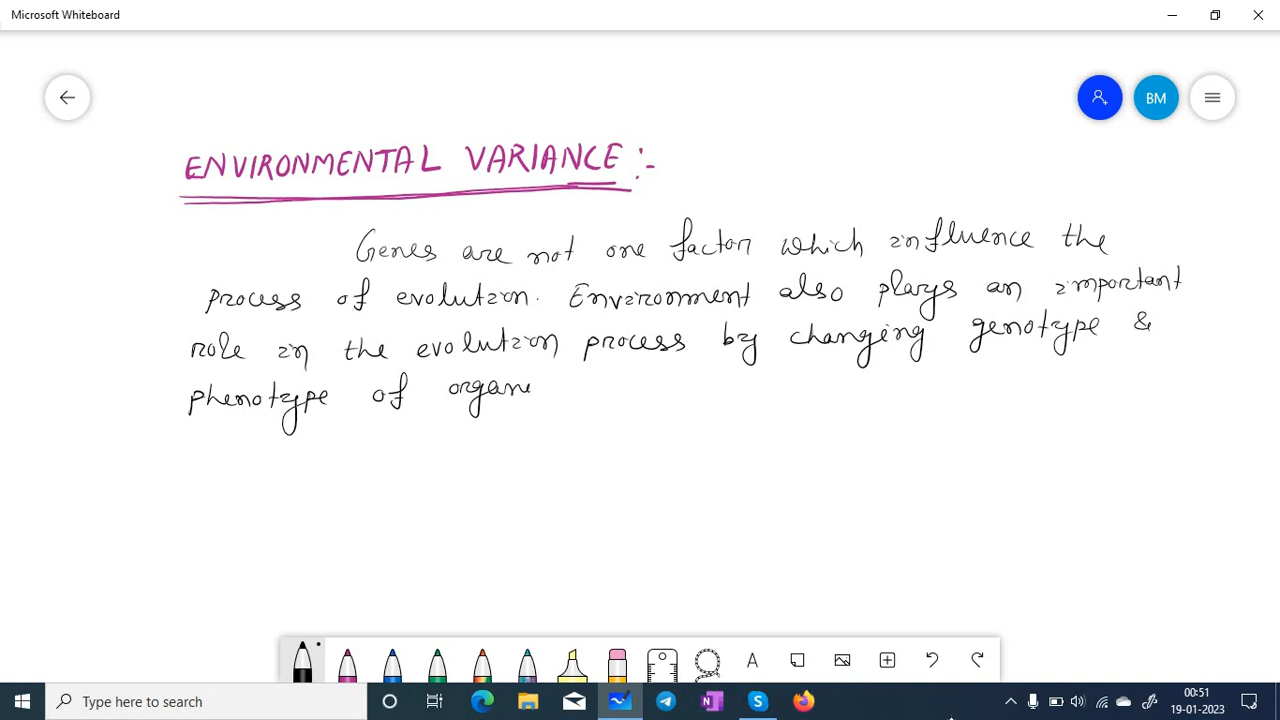 Microsoft Whiteboard
BM
ENVIRONMENTAL VARIANCE :-
Genes are not one factor which influence the
process of evolution. Environment also plays an important
role in the evolution process by changing genotype &
phenotype of organi
A
Type here to search
N
S
00:51
19-01-2023